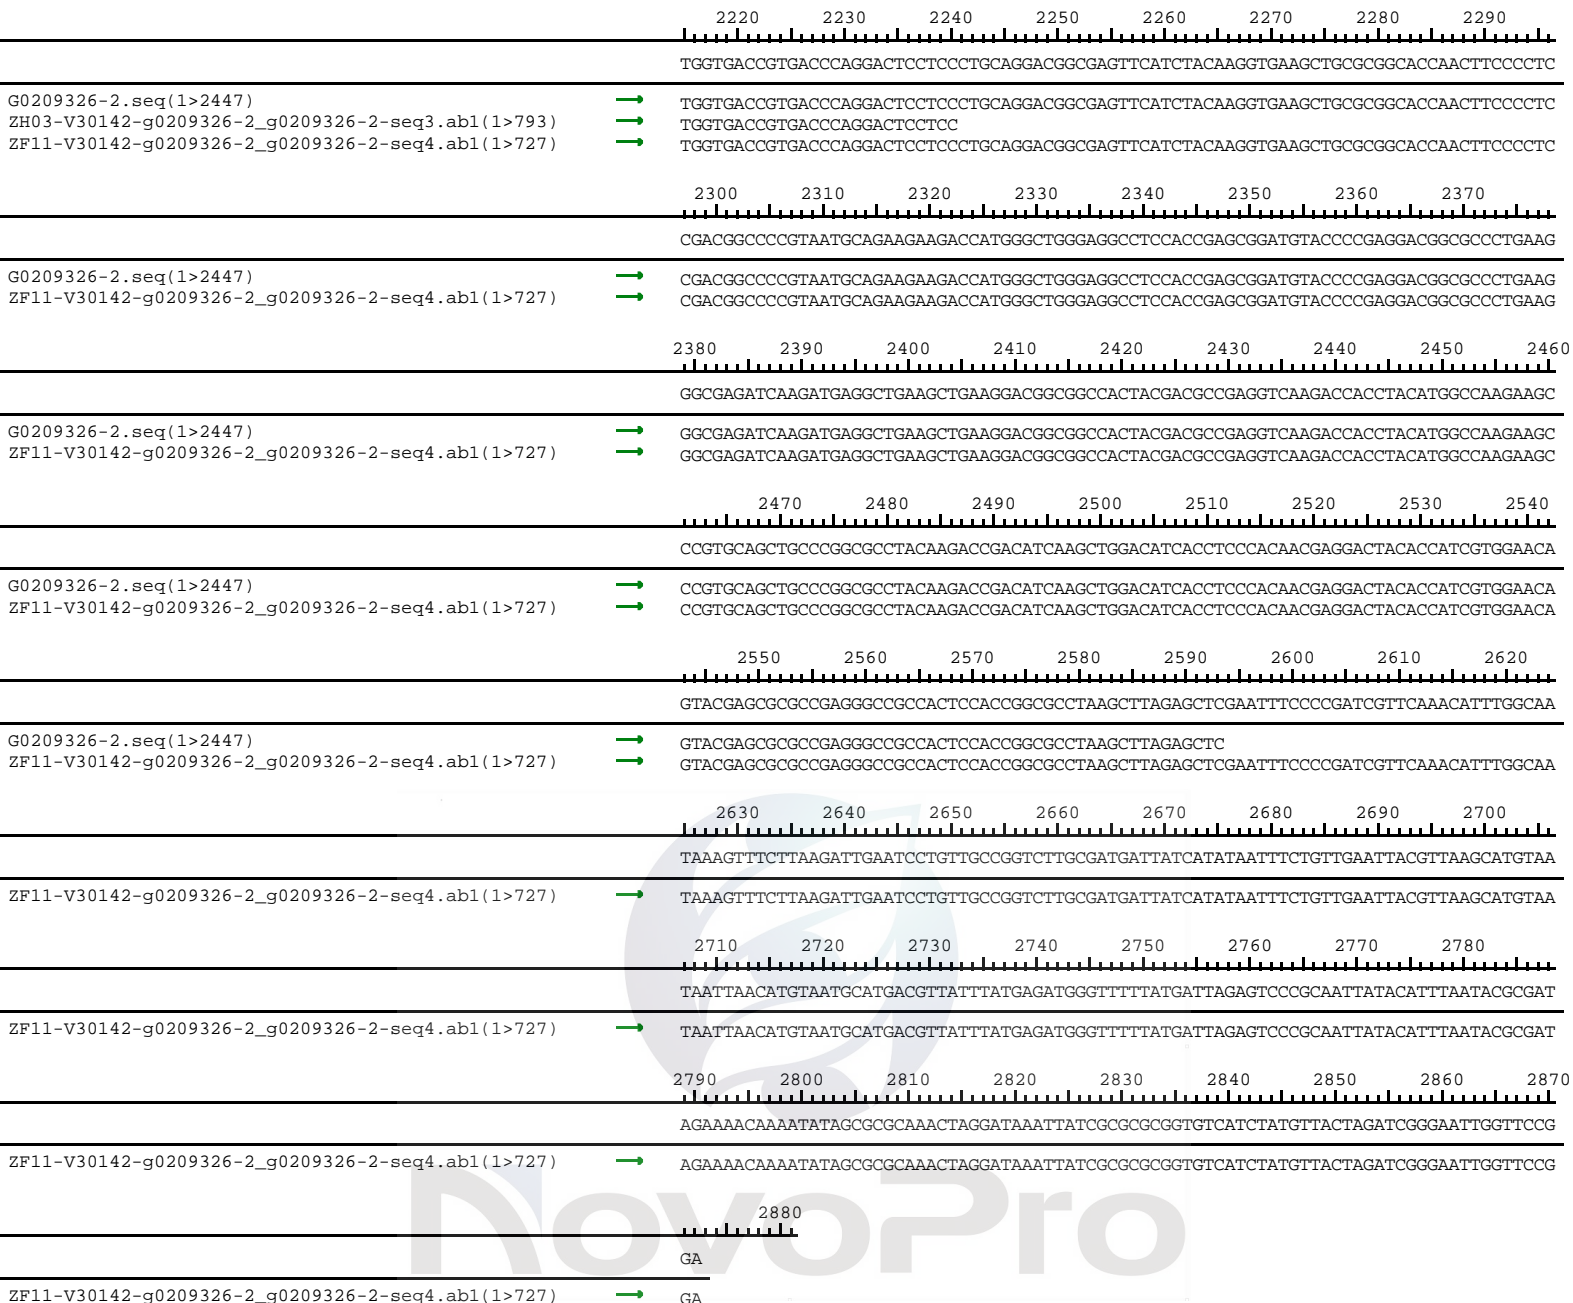 2220 2230 2240 2250 2260 2270 2280 2290
TGGTGACCGTGACCCAGGACTCCTCCCTGCAGGACGGCGAGTTCATCTACAAGGTGAAGCTGCGCGGCACCAACTTCCCCTC
G0209326-2.seq(1>2447) TGGTGACCGTGACCCAGGACTCCTCCCTGCAGGACGGCGAGTTCATCTACAAGGTGAAGCTGCGCGGCACCAACTTCCCCTC
ZH03-V30142-g0209326-2_g0209326-2-seq3.ab1(1>793) TGGTGACCGTGACCCAGGACTCCTCC
ZF11-V30142-g0209326-2_g0209326-2-seq4.ab1(1>727) TGGTGACCGTGACCCAGGACTCCTCCCTGCAGGACGGCGAGTTCATCTACAAGGTGAAGCTGCGCGGCACCAACTTCCCCTC
2300 2310 2320 2330 2340 2350 2360 2370
CGACGGCCCCGTAATGCAGAAGAAGACCATGGGCTGGGAGGCCTCCACCGAGCGGATGTACCCCGAGGACGGCGCCCTGAAG
G0209326-2.seq(1>2447) CGACGGCCCCGTAATGCAGAAGAAGACCATGGGCTGGGAGGCCTCCACCGAGCGGATGTACCCCGAGGACGGCGCCCTGAAG
ZF11-V30142-g0209326-2_g0209326-2-seq4.ab1(1>727) CGACGGCCCCGTAATGCAGAAGAAGACCATGGGCTGGGAGGCCTCCACCGAGCGGATGTACCCCGAGGACGGCGCCCTGAAG
2380 2390 2400 2410 2420 2430 2440 2450 2460
GGCGAGATCAAGATGAGGCTGAAGCTGAAGGACGGCGGCCACTACGACGCCGAGGTCAAGACCACCTACATGGCCAAGAAGC
G0209326-2.seq(1>2447) GGCGAGATCAAGATGAGGCTGAAGCTGAAGGACGGCGGCCACTACGACGCCGAGGTCAAGACCACCTACATGGCCAAGAAGC
ZF11-V30142-g0209326-2_g0209326-2-seq4.ab1(1>727) GGCGAGATCAAGATGAGGCTGAAGCTGAAGGACGGCGGCCACTACGACGCCGAGGTCAAGACCACCTACATGGCCAAGAAGC
2470 2480 2490 2500 2510 2520 2530 2540
CCGTGCAGCTGCCCGGCGCCTACAAGACCGACATCAAGCTGGACATCACCTCCCACAACGAGGACTACACCATCGTGGAACA
G0209326-2.seq(1>2447) CCGTGCAGCTGCCCGGCGCCTACAAGACCGACATCAAGCTGGACATCACCTCCCACAACGAGGACTACACCATCGTGGAACA
ZF11-V30142-g0209326-2_g0209326-2-seq4.ab1(1>727) CCGTGCAGCTGCCCGGCGCCTACAAGACCGACATCAAGCTGGACATCACCTCCCACAACGAGGACTACACCATCGTGGAACA
2550 2560 2570 2580 2590 2600 2610 2620
GTACGAGCGCGCCGAGGGCCGCCACTCCACCGGCGCCTAAGCTTAGAGCTCGAATTTCCCCGATCGTTCAAACATTTGGCAA
G0209326-2.seq(1>2447) GTACGAGCGCGCCGAGGGCCGCCACTCCACCGGCGCCTAAGCTTAGAGCTC
ZF11-V30142-g0209326-2_g0209326-2-seq4.ab1(1>727) GTACGAGCGCGCCGAGGGCCGCCACTCCACCGGCGCCTAAGCTTAGAGCTCGAATTTCCCCGATCGTTCAAACATTTGGCAA
2630 2640 2650 2660 2670 2680 2690 2700
TAAAGTTTCTTAAGATTGAATCCTGTTGCCGGTCTTGCGATGATTATCATATAATTTCTGTTGAATTACGTTAAGCATGTAA
ZF11-V30142-g0209326-2_g0209326-2-seq4.ab1(1>727) TAAAGTTTCTTAAGATTGAATCCTGTTGCCGGTCTTGCGATGATTATCATATAATTTCTGTTGAATTACGTTAAGCATGTAA
2710 2720 2730 2740 2750 2760 2770 2780
TAATTAACATGTAATGCATGACGTTATTTATGAGATGGGTTTTTATGATTAGAGTCCCGCAATTATACATTTAATACGCGAT
ZF11-V30142-g0209326-2_g0209326-2-seq4.ab1(1>727) TAATTAACATGTAATGCATGACGTTATTTATGAGATGGGTTTTTATGATTAGAGTCCCGCAATTATACATTTAATACGCGAT
2790 2800 2810 2820 2830 2840 2850 2860 2870
AGAAAACAAAATATAGCGCGCAAACTAGGATAAATTATCGCGCGCGGTGTCATCTATGTTACTAGATCGGGAATTGGTTCCG
ZF11-V30142-g0209326-2_g0209326-2-seq4.ab1(1>727) AGAAAACAAAATATAGCGCGCAAACTAGGATAAATTATCGCGCGCGGTGTCATCTATGTTACTAGATCGGGAATTGGTTCCG
NovoPro
2880
GA
ZF11-V30142-g0209326-2_g0209326-2-seq4.ab1(1>727) GA